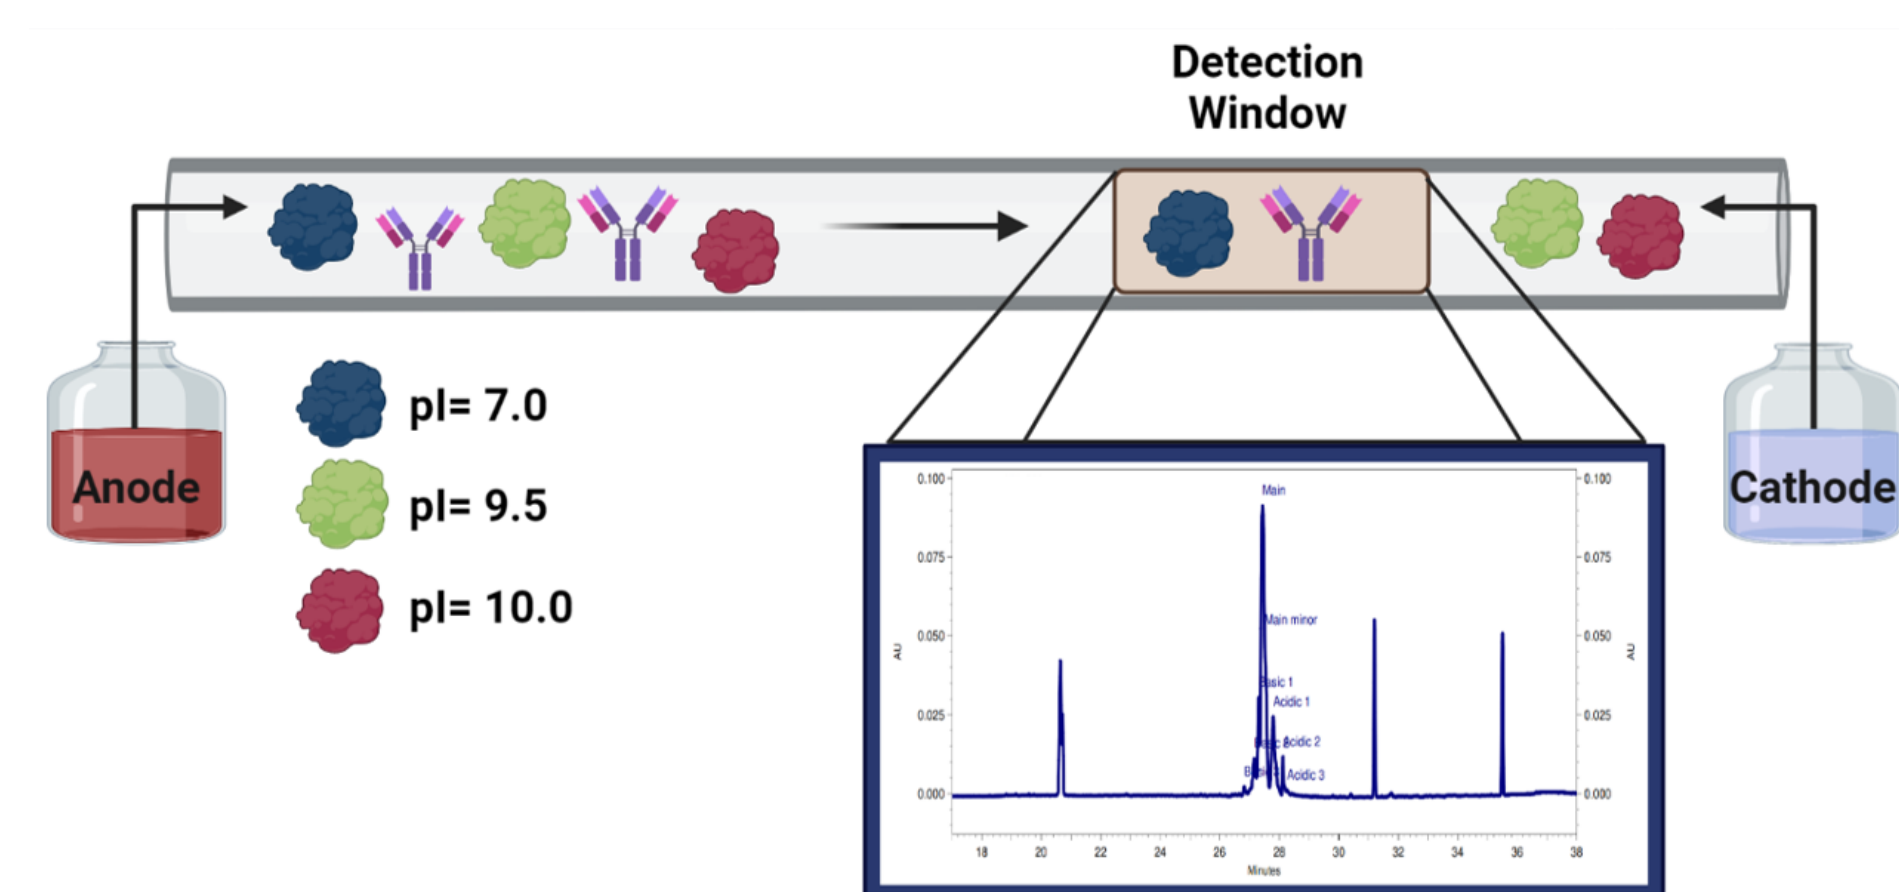 Detection
Window
Anode
Cathode
pI= 7.0
pI= 9.5
pI= 10.0
0.100
0.100
Main
0.075
0.075
Main minor
0.050
0.050
AU
AU
Basic 1
Acidic 1
0.025
0.025
Acidic 2
Acidic 3
0.000
0.000
18 20 22 24 26 28 30 32 34 36 38
Minutes